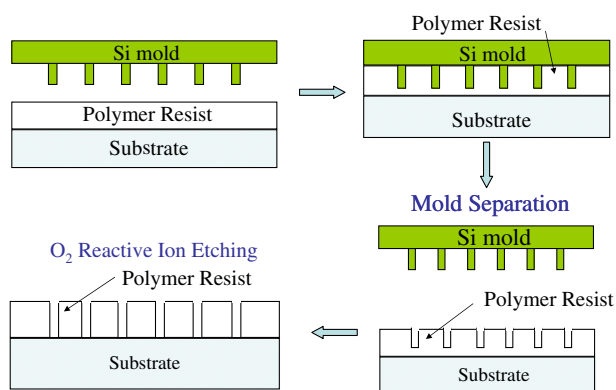 Si mold
Polymer Resist
Substrate
Polymer Resist
Si mold
Substrate
Mold Separation
Si mold
Polymer Resist
Substrate
O₂ Reactive Ion Etching
Polymer Resist
Substrate